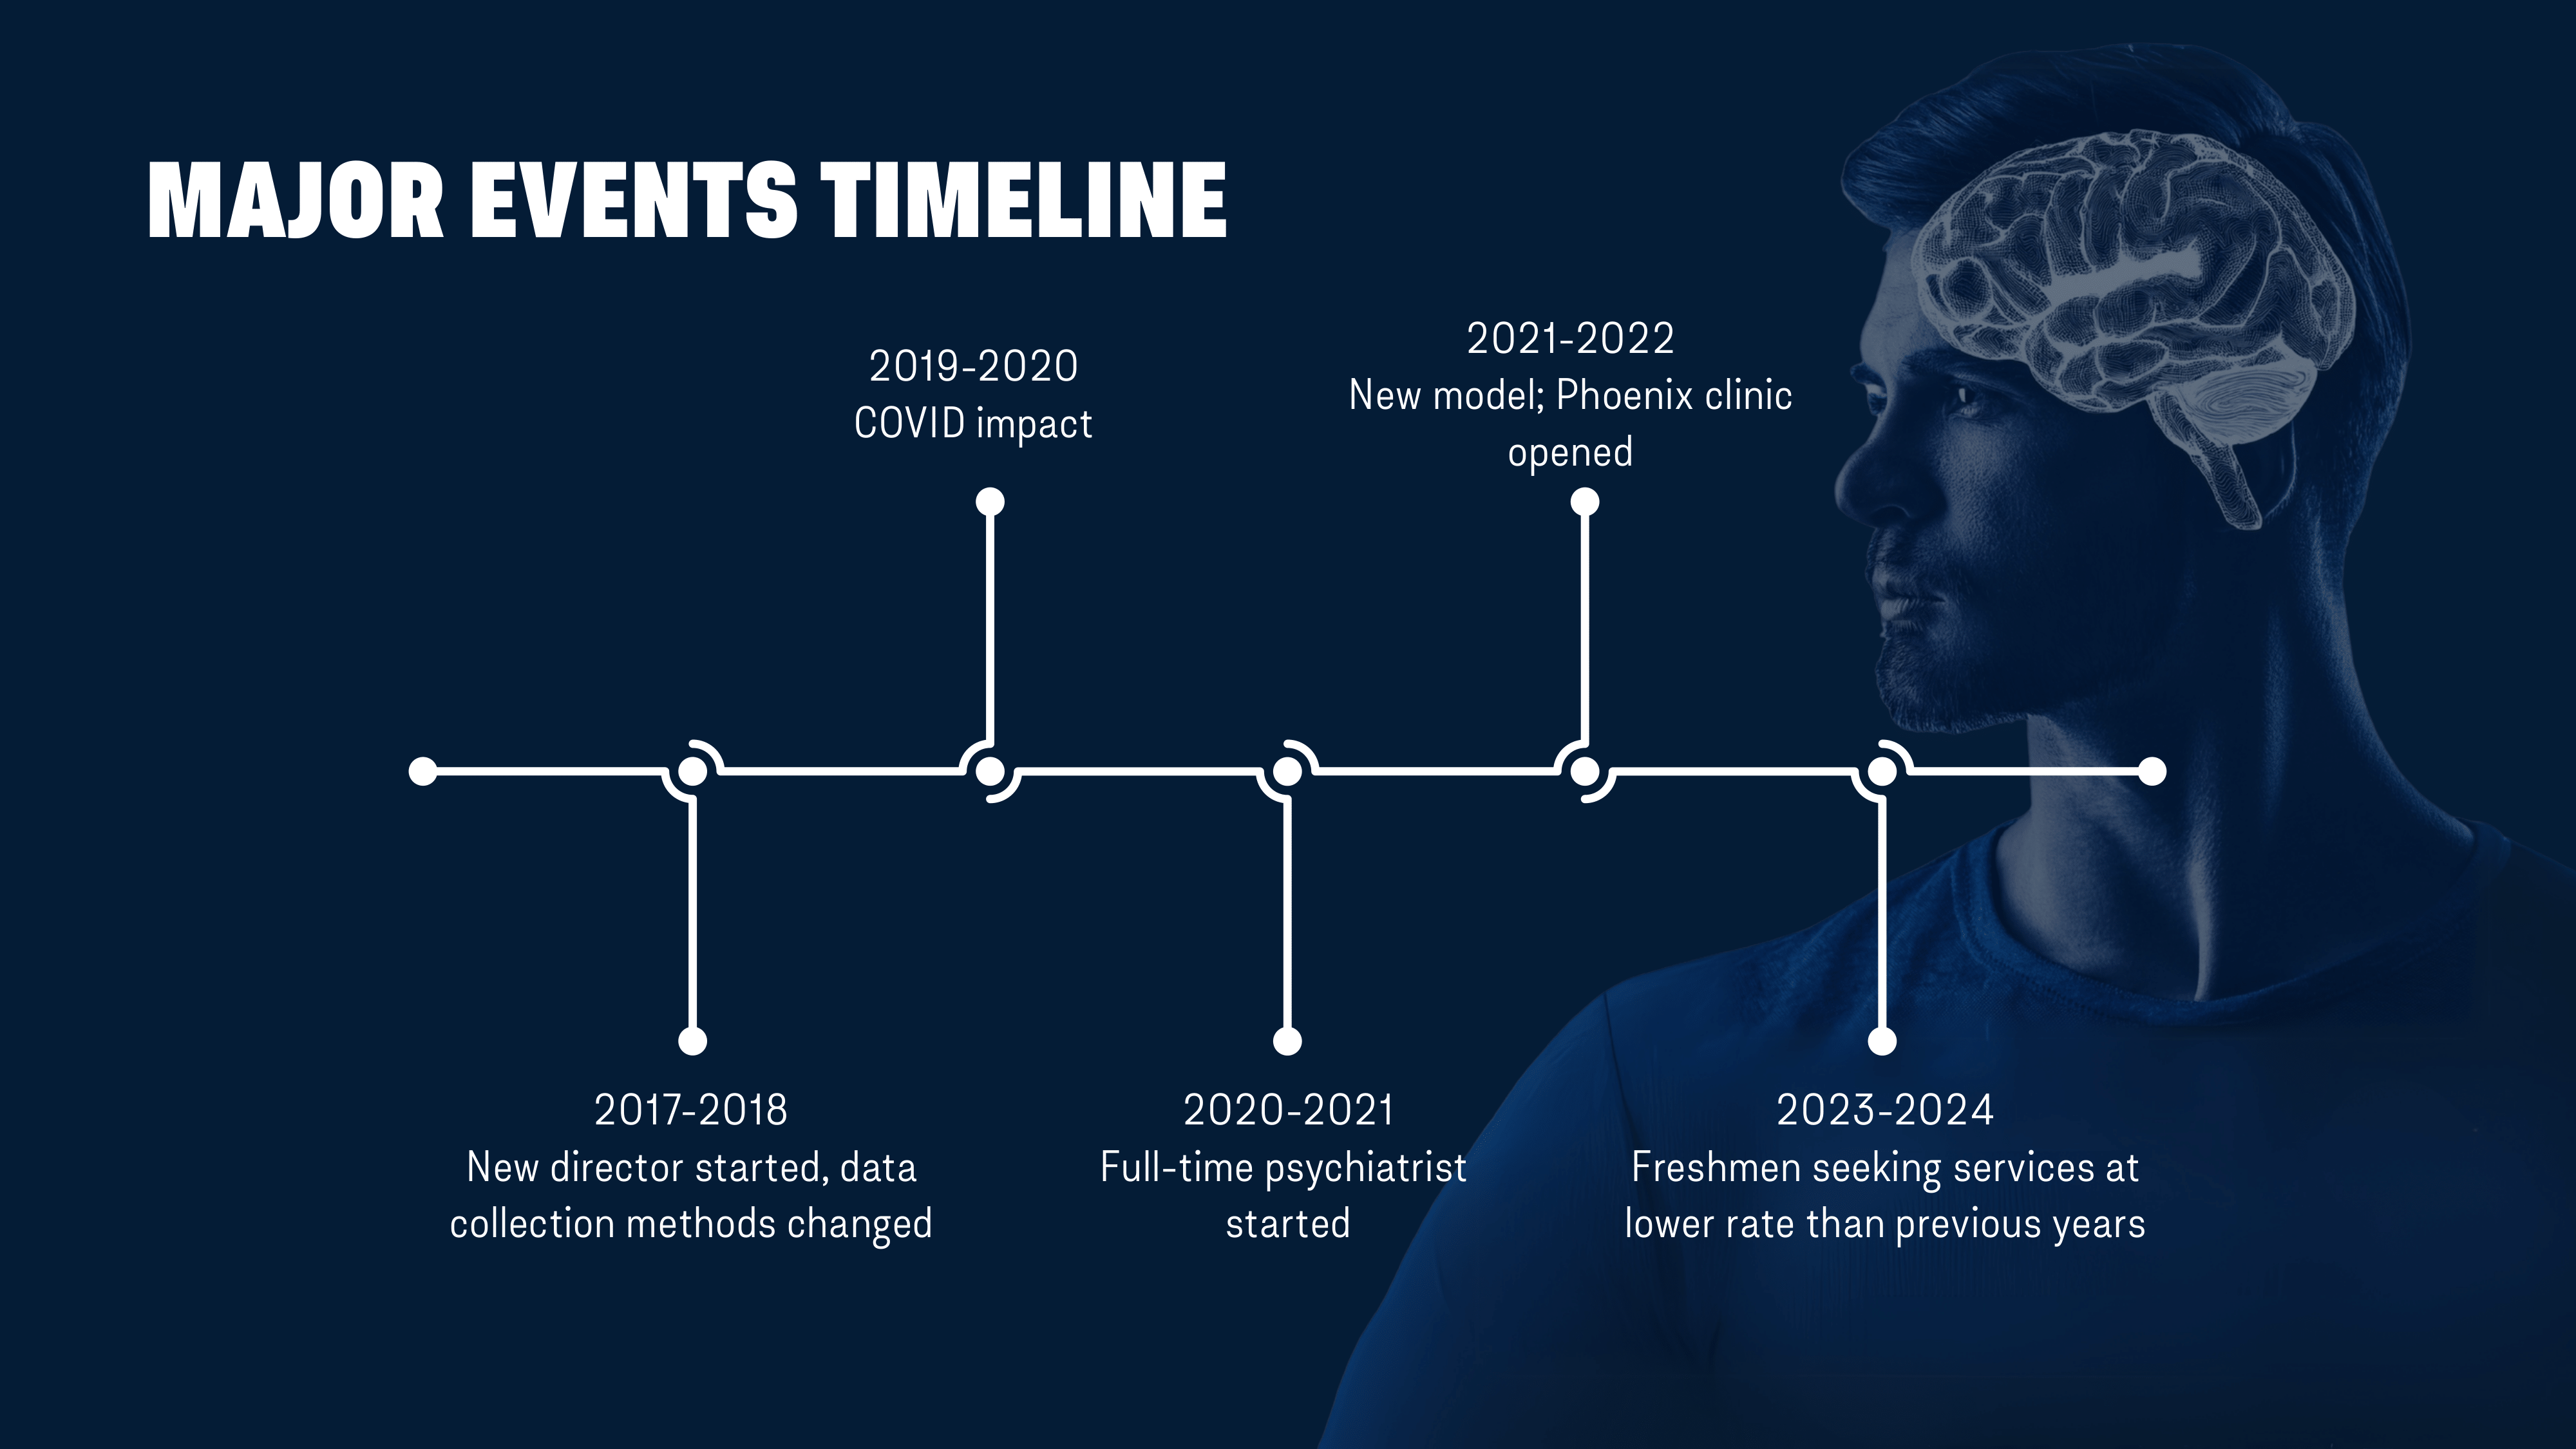 MAJOR EVENTS TIMELINE
2019-2020
COVID impact
2021-2022
New model; Phoenix clinic
opened
2017-2018
New director started, data
collection methods changed
2020-2021
Full-time psychiatrist
started
2023-2024
Freshmen seeking services at
lower rate than previous years